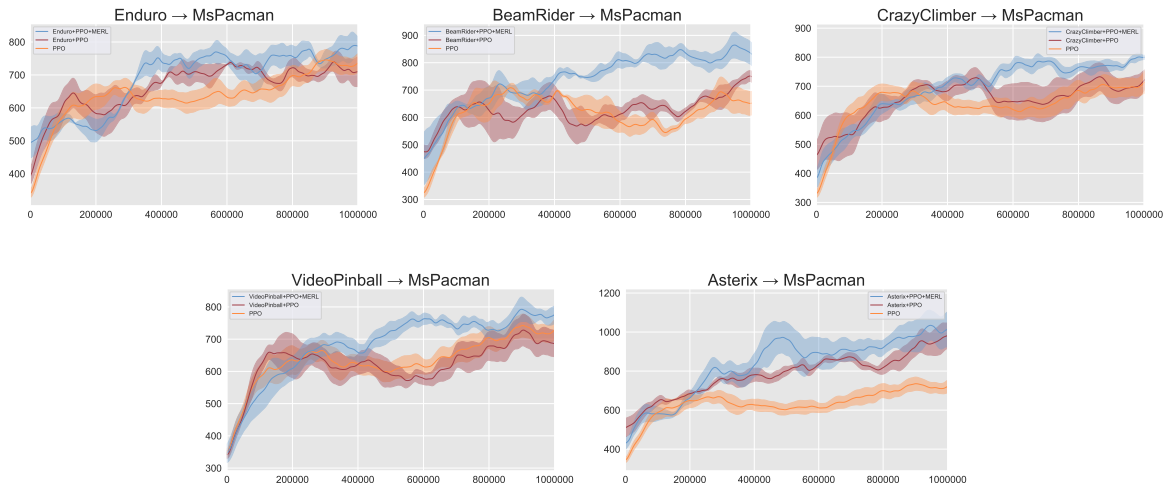 Enduro → MsPacman
Enduro+PPO+MERL
Enduro+PPO
PPO
800
700
600
500
400
0 200000 400000 600000 800000 1000000
BeamRider → MsPacman
BeamRider+PPO+MERL
BeamRider+PPO
PPO
900
800
700
600
500
400
300
0 200000 400000 600000 800000 1000000
CrazyClimber → MsPacman
CrazyClimber+PPO+MERL
CrazyClimber+PPO
PPO
900
800
700
600
500
400
300
0 200000 400000 600000 800000 1000000
VideoPinball → MsPacman
VideoPinball+PPO+MERL
VideoPinball+PPO
PPO
800
700
600
500
400
300
0 200000 400000 600000 800000 1000000
Asterix → MsPacman
Asterix+PPO+MERL
Asterix+PPO
PPO
1200
1000
800
600
400
0 200000 400000 600000 800000 1000000